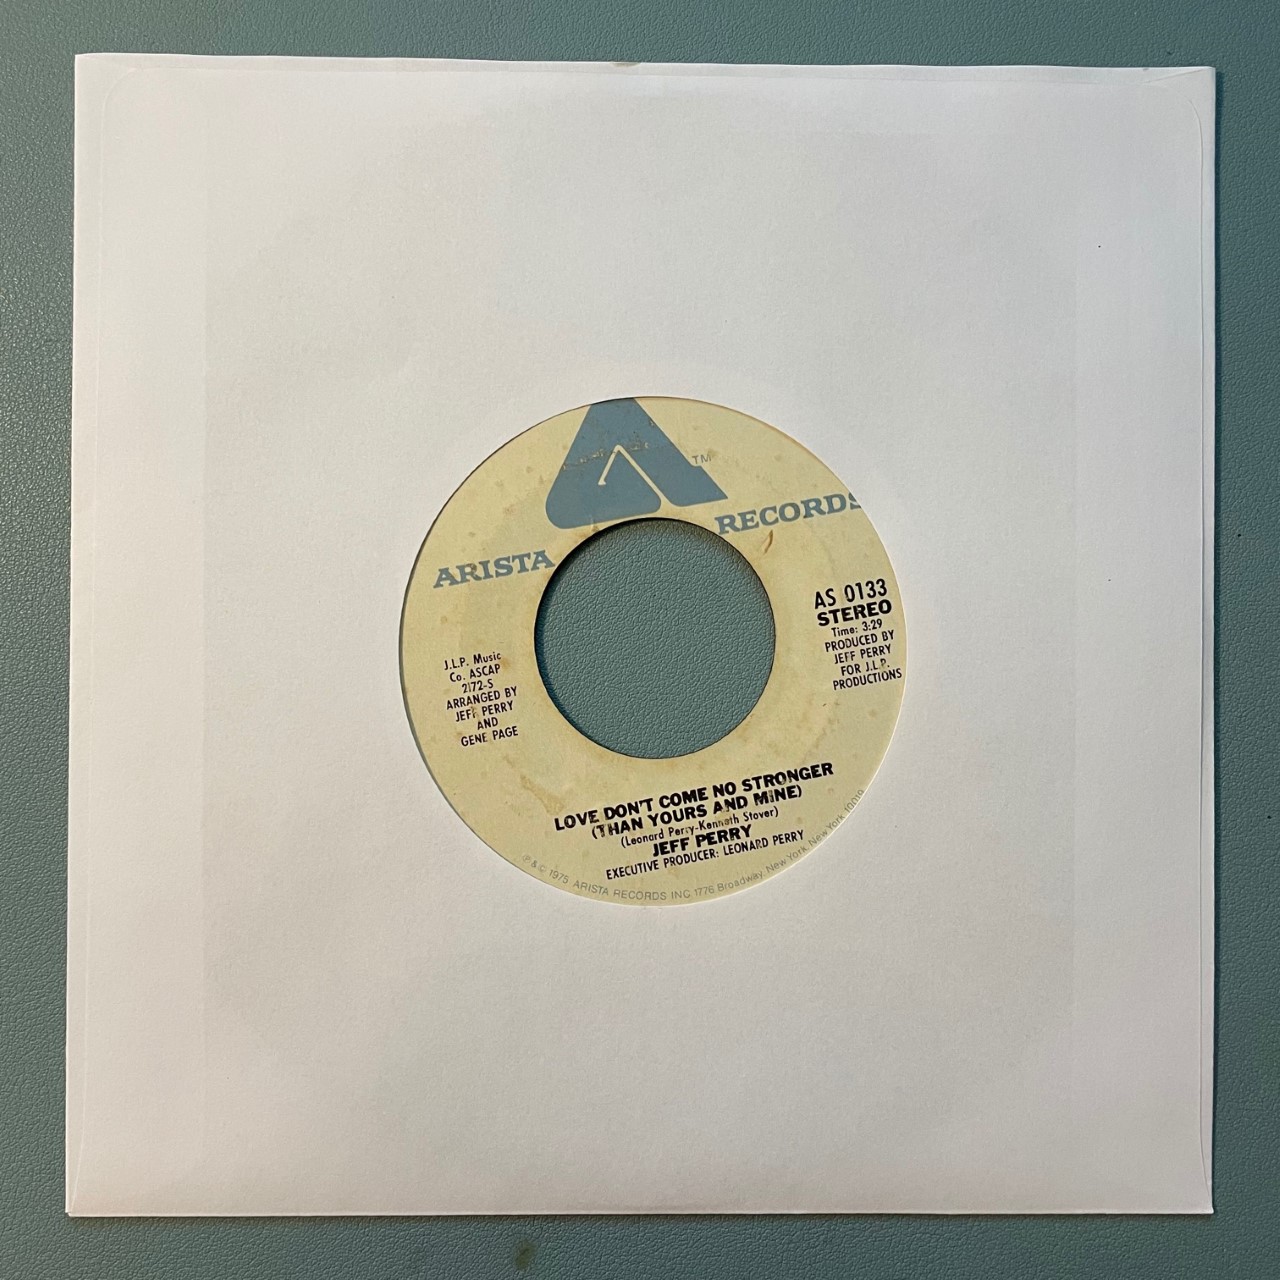 TM
ARISTA
RECORDS
AS 0133
STEREO
Time: 3:29
PRODUCED BY
JEFF PERRY
FOR J.L.P.
PRODUCTIONS
J.L.P. Music
Co. ASCAP
2172-S
ARRANGED BY
JEFF PERRY
AND
GENE PAGE
LOVE DON'T COME NO STRONGER
(THAN YOURS AND MINE)
(Leonard Perry-Kenneth Stover)
JEFF PERRY
EXECUTIVE PRODUCER: LEONARD PERRY
℗ & © 1975 ARISTA RECORDS INC 1776 Broadway, New York, New York 10019